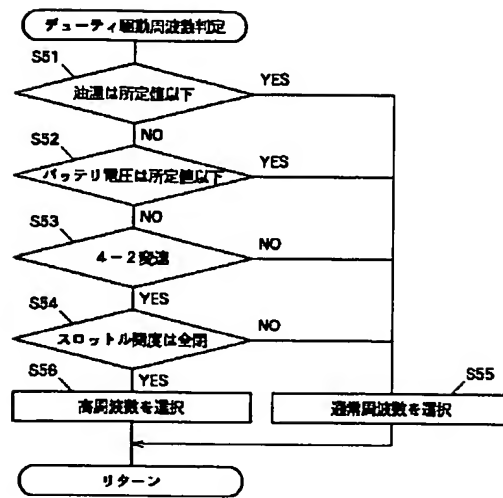 デューティ駆動周波数判定
S51
油温は所定値以下
YES
NO
S52
バッテリ電圧は所定値以下
YES
NO
S53
4-2変速
NO
YES
S54
スロットル開度は全閉
NO
YES
S56
高周波数を選択
S55
通常周波数を選択
リターン